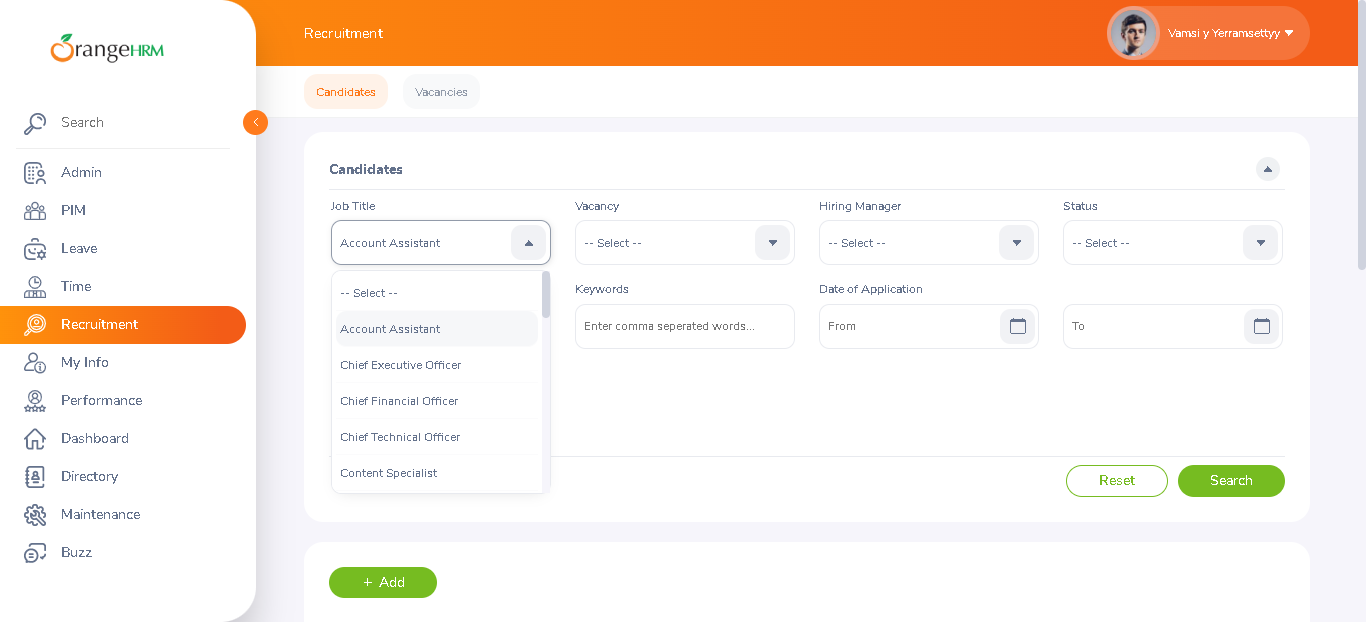 OrangeHRM
Search
Admin
PIM
Leave
Time
Recruitment
My Info
Performance
Dashboard
Directory
Maintenance
Buzz
Recruitment
Vamsi y Yerramsettyy
Candidates
Vacancies
Candidates
Job Title
Vacancy
Hiring Manager
Status
Account Assistant
-- Select --
-- Select --
-- Select --
-- Select --
Account Assistant
Chief Executive Officer
Chief Financial Officer
Chief Technical Officer
Content Specialist
Keywords
Date of Application
Enter comma seperated words...
From
To
Reset
Search
+ Add